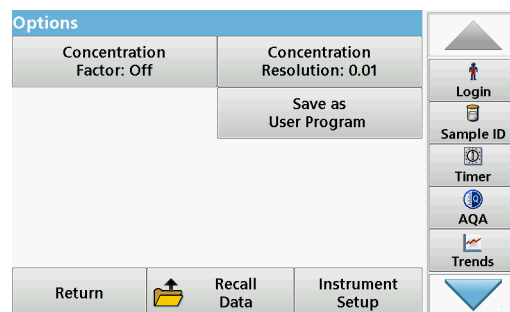 Options
Concentration
Factor: Off
Concentration
Resolution: 0.01
Save as
User Program
Login
Sample ID
Timer
AQA
Trends
Return
Recall
Data
Instrument
Setup